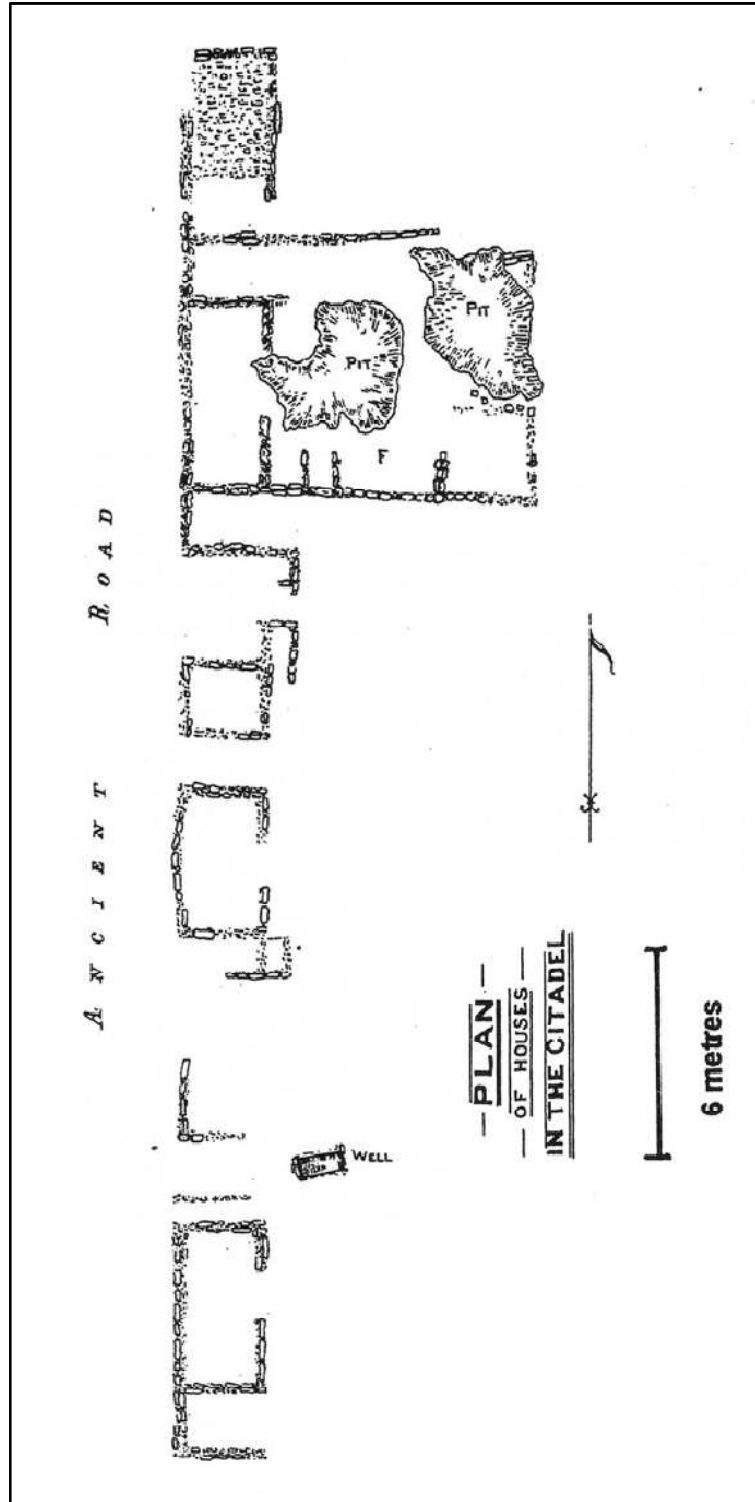 ANCIENT ROAD
PIT
PIT
F
WELL
—PLAN—
—OF HOUSES—
IN THE CITADEL
6 metres